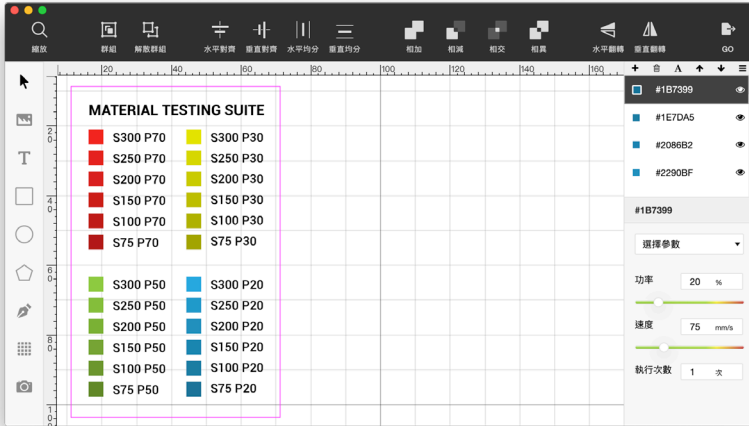 縮放
群組
解散群組
水平對齊
垂直對齊
水平均分
垂直均分
相加
相減
相交
相異
水平翻轉
垂直翻轉
GO
20
40
60
80
100
120
140
160
20
40
60
80
10
MATERIAL TESTING SUITE
S300 P70
S250 P70
S200 P70
S150 P70
S100 P70
S75 P70
S300 P30
S250 P30
S200 P30
S150 P30
S100 P30
S75 P30
S300 P50
S250 P50
S200 P50
S150 P50
S100 P50
S75 P50
S300 P20
S250 P20
S200 P20
S150 P20
S100 P20
S75 P20
#1B7399
#1E7DA5
#2086B2
#2290BF
#1B7399
選擇參數
功率 20 %
速度 75 mm/s
執行次數 1 次